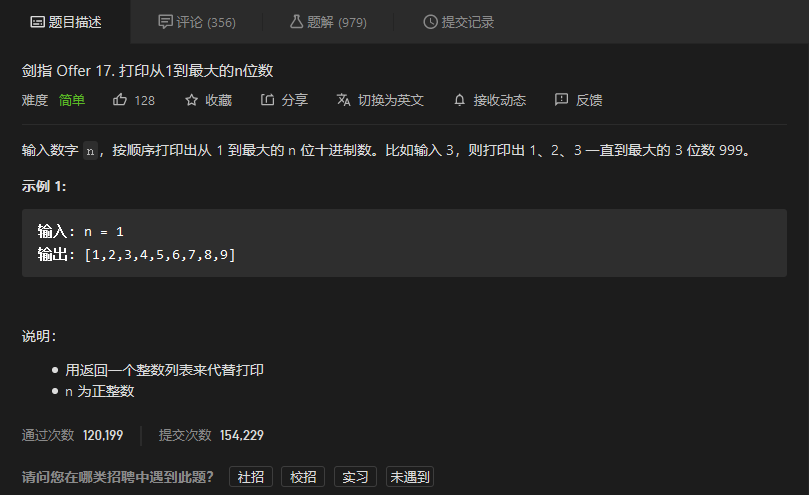 题目描述 评论 (356) 题解 (979) 提交记录
剑指 Offer 17. 打印从1到最大的n位数
难度 简单 128 收藏 分享 切换为英文 接收动态 反馈
输入数字 n，按顺序打印出从 1 到最大的 n 位十进制数。比如输入 3，则打印出 1、2、3 一直到最大的 3 位数 999。
示例 1:
输入: n = 1
输出: [1,2,3,4,5,6,7,8,9]
说明：
用返回一个整数列表来代替打印
n 为正整数
通过次数 120,199 提交次数 154,229
请问您在哪类招聘中遇到此题？ 社招 校招 实习 未遇到